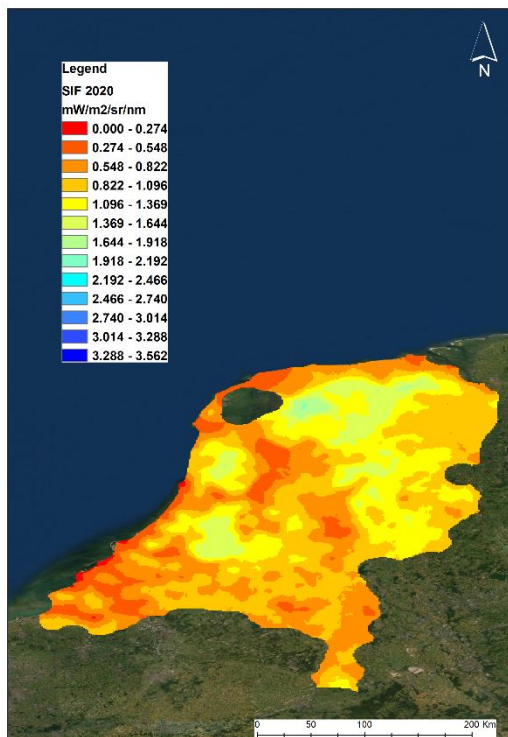 N
Legend
SIF 2020
mW/m2/sr/nm
0.000 - 0.274
0.274 - 0.548
0.548 - 0.822
0.822 - 1.096
1.096 - 1.369
1.369 - 1.644
1.644 - 1.918
1.918 - 2.192
2.192 - 2.466
2.466 - 2.740
2.740 - 3.014
3.014 - 3.288
3.288 - 3.562
0 50 100 200 Km